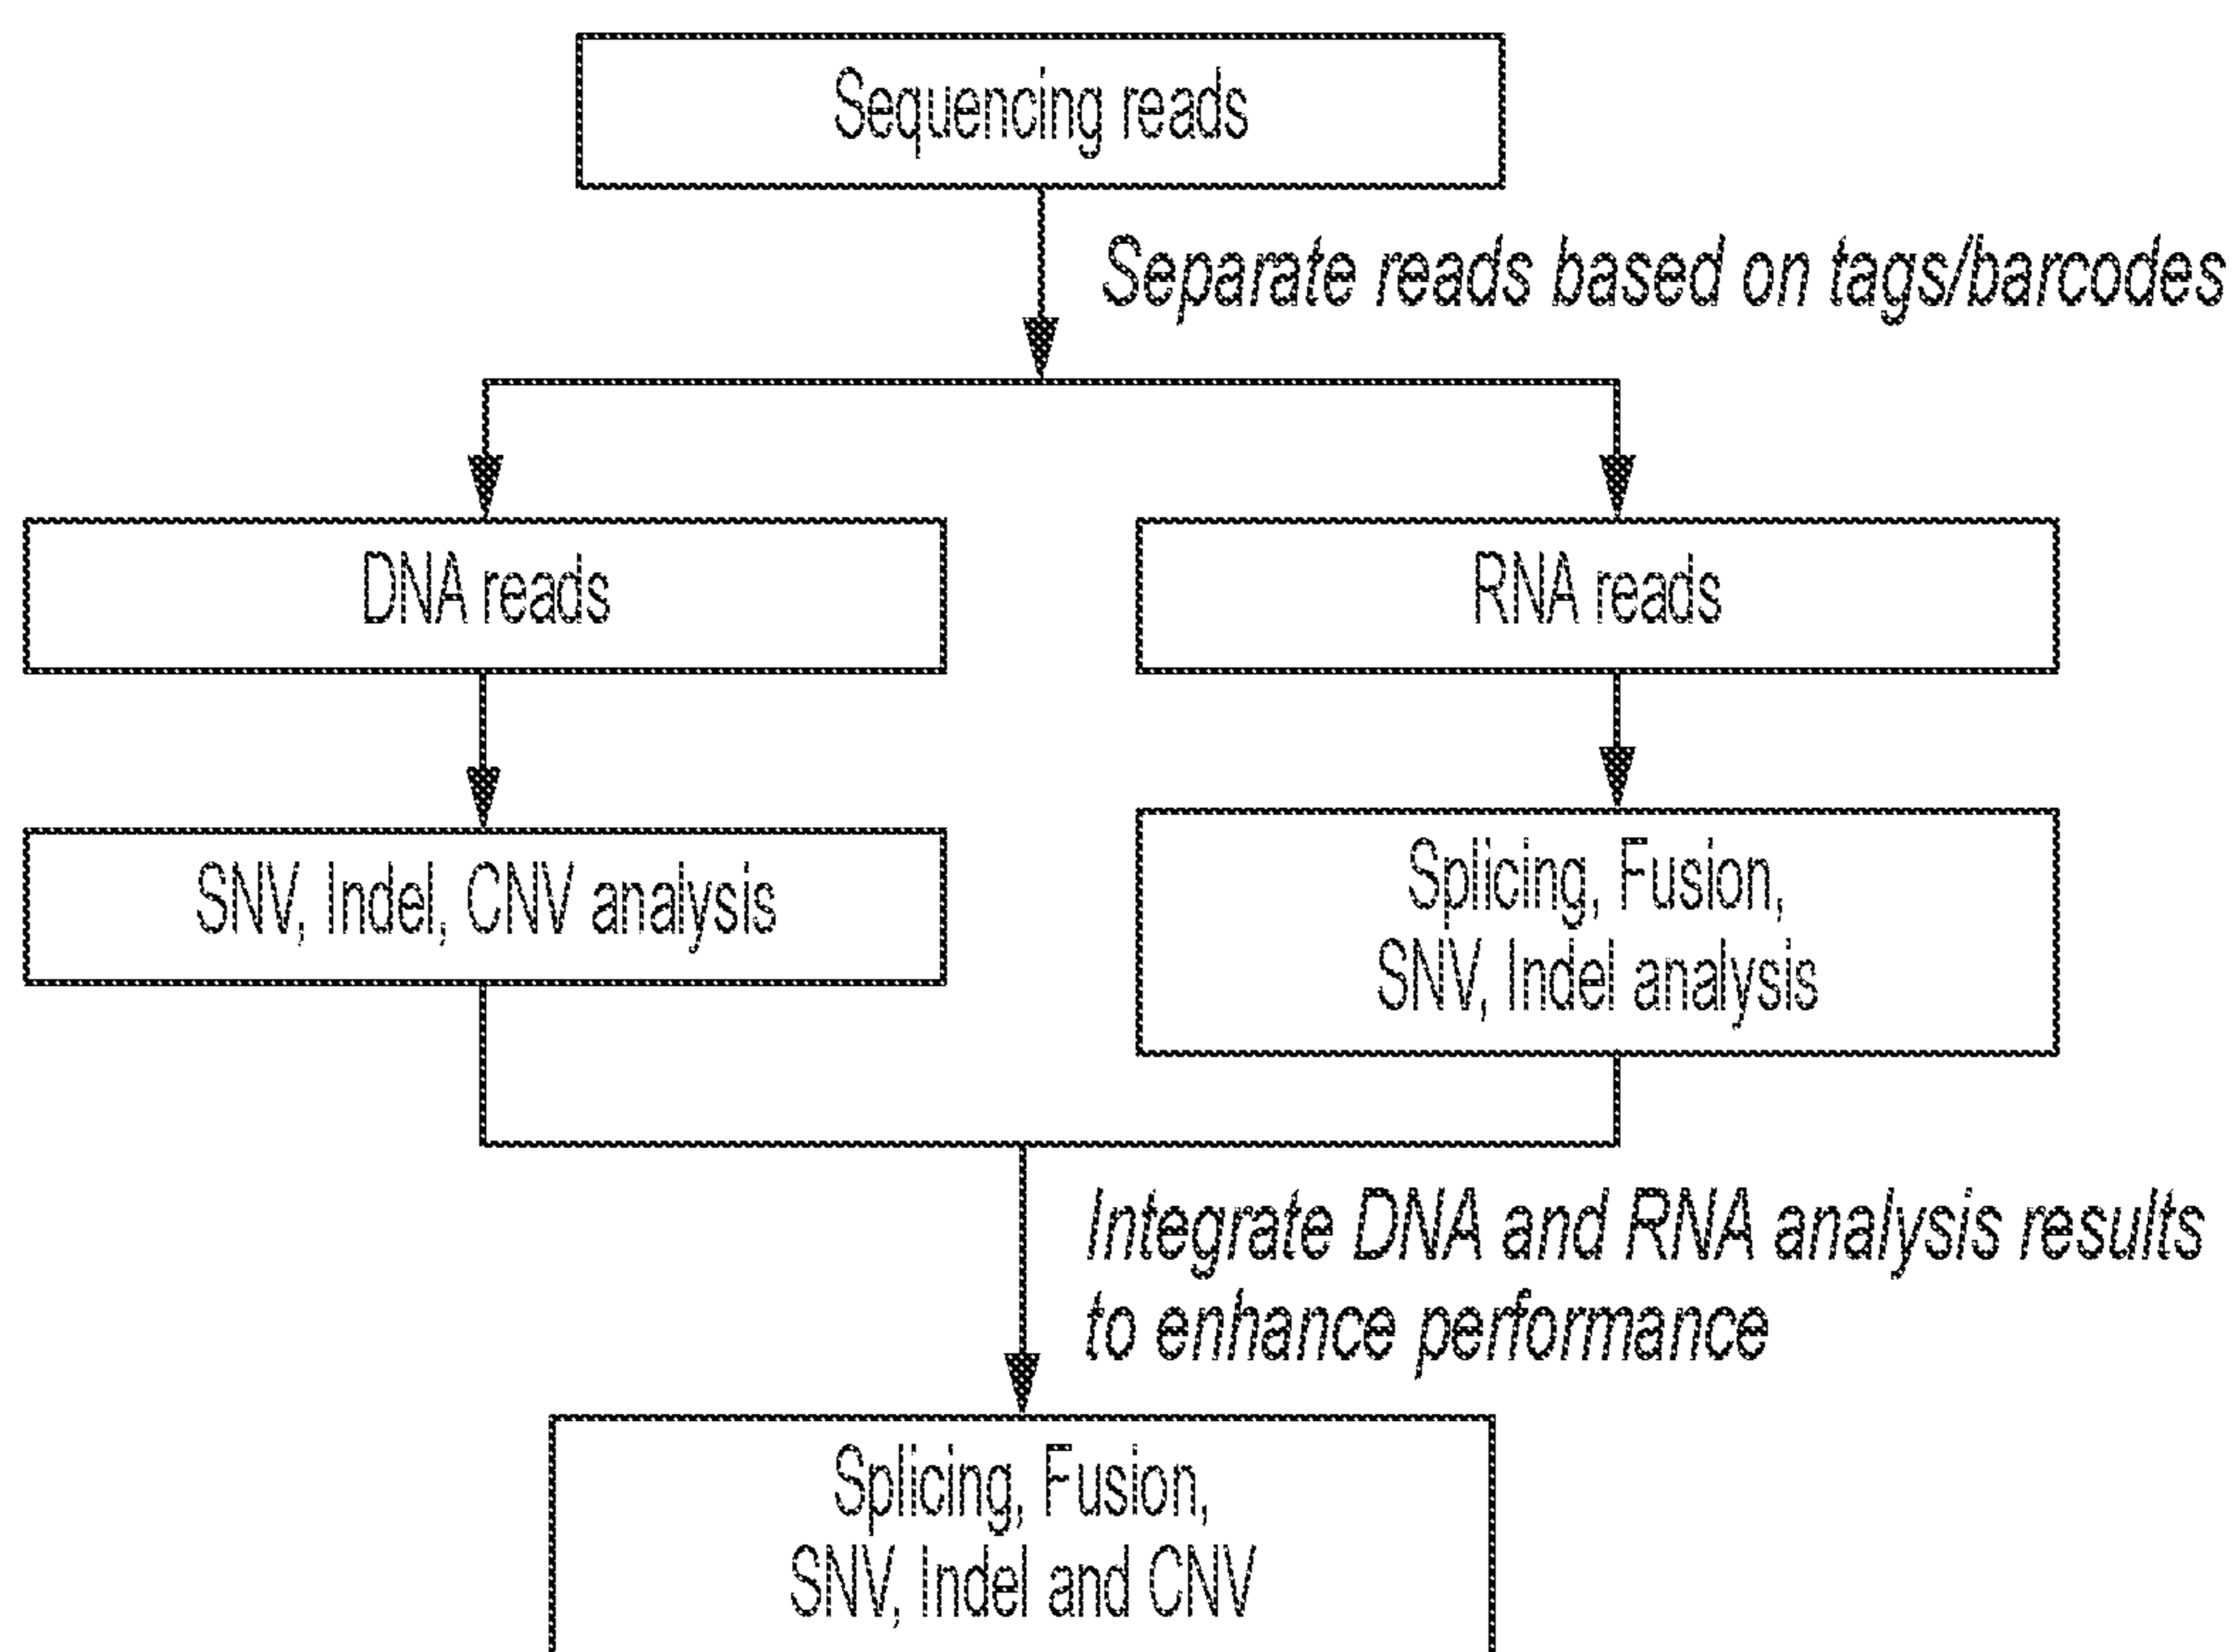 Sequencing reads
Separate reads based on tags/barcodes
DNA reads
RNA reads
SNV, Indel, CNV analysis
Splicing, Fusion,
SNV, Indel analysis
Integrate DNA and RNA analysis results
to enhance performance
Splicing, Fusion,
SNV, Indel and CNV